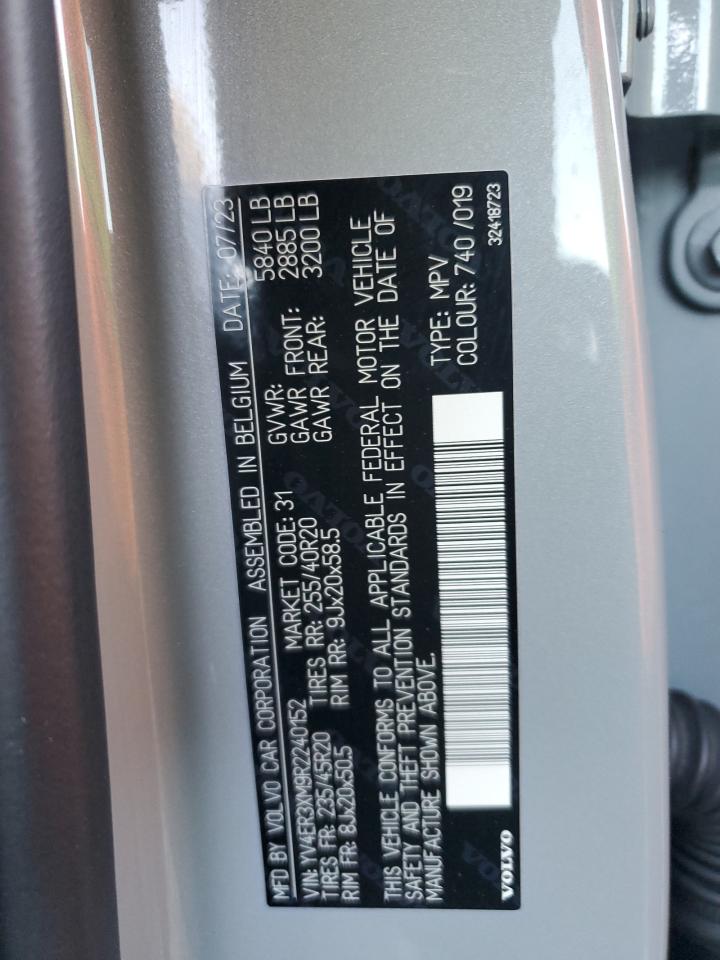 MFD BY VOLVO CAR CORPORATION ASSEMBLED IN BELGIUM DATE: 07/23
VIN: YV4ER3XM9R2240152 MARKET CODE: 31 GVWR: 5840 LB
TIRES FR: 235/45R20 TIRES RR: 255/40R20 GAWR FRONT: 2885 LB
RIM FR: 8Jx20x50.5 RIM RR: 9Jx20x58.5 GAWR REAR: 3200 LB
THIS VEHICLE CONFORMS TO ALL APPLICABLE FEDERAL MOTOR VEHICLE
SAFETY AND THEFT PREVENTION STANDARDS IN EFFECT ON THE DATE OF
MANUFACTURE SHOWN ABOVE.
TYPE: MPV
COLOUR: 740 /019
VOLVO
32418723